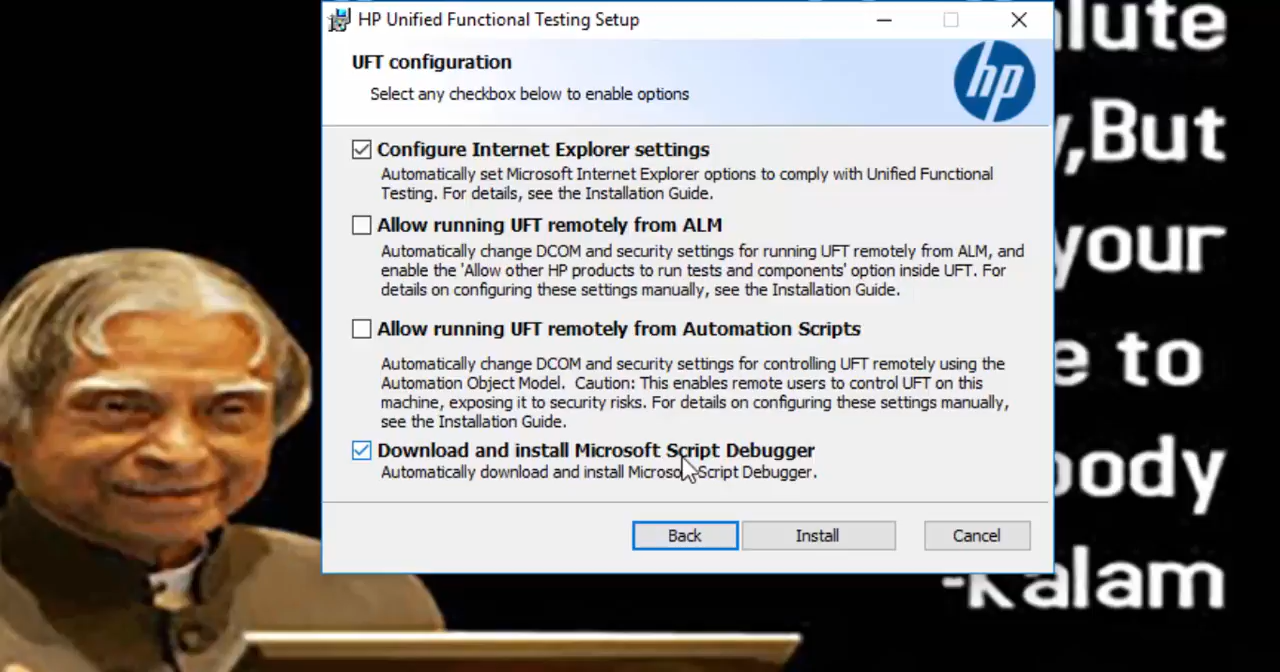 HP Unified Functional Testing Setup
UFT configuration
Select any checkbox below to enable options
hp
Configure Internet Explorer settings
Automatically set Microsoft Internet Explorer options to comply with Unified Functional
Testing. For details, see the Installation Guide.
Allow running UFT remotely from ALM
Automatically change DCOM and security settings for running UFT remotely from ALM, and
enable the 'Allow other HP products to run tests and components' option inside UFT. For
details on configuring these settings manually, see the Installation Guide.
Allow running UFT remotely from Automation Scripts
Automatically change DCOM and security settings for controlling UFT remotely using the
Automation Object Model. Caution: This enables remote users to control UFT on this
machine, exposing it to security risks. For details on configuring these settings manually,
see the Installation Guide.
Download and install Microsoft Script Debugger
Automatically download and install Microsoft Script Debugger.
Back
Install
Cancel
,But
your
to
-Kalam